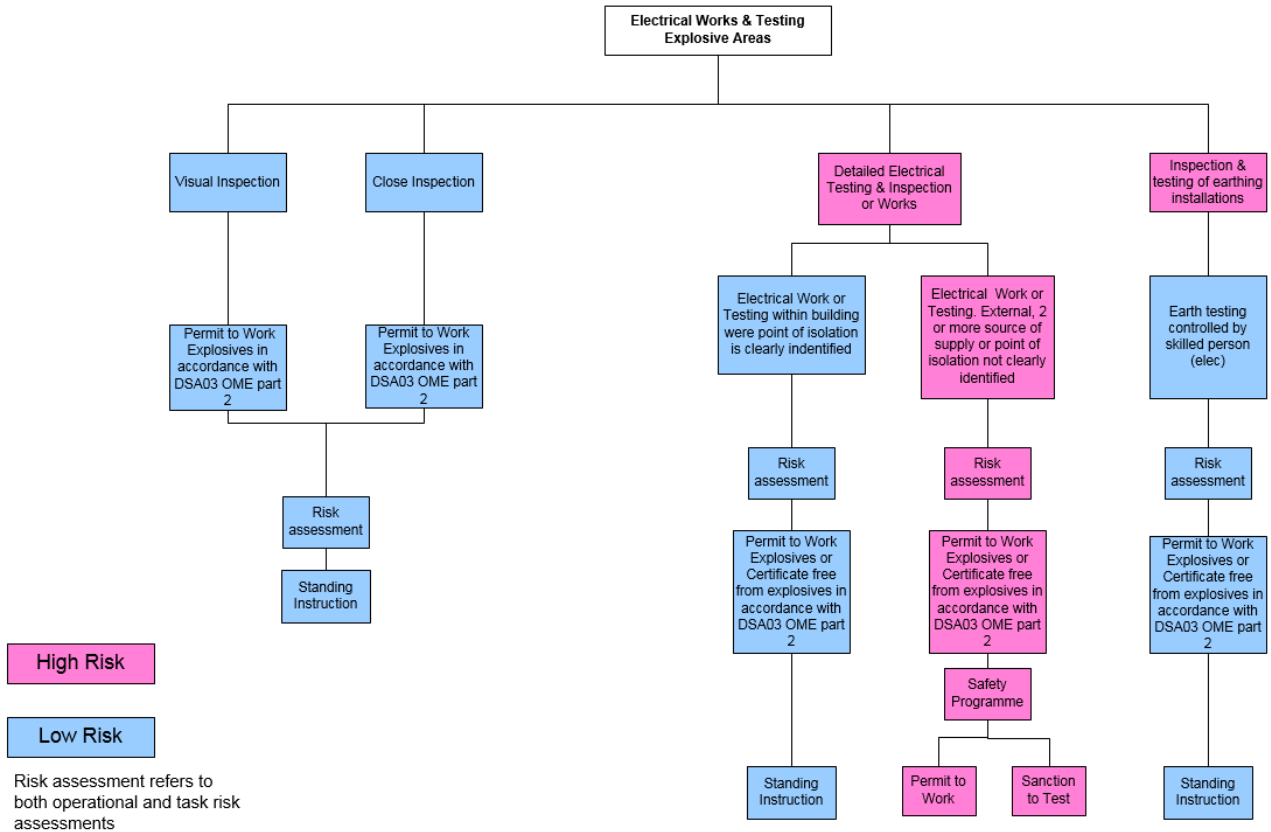 Electrical Works & Testing
Explosive Areas
Visual Inspection
Close Inspection
Detailed Electrical
Testing & Inspection
or Works
Inspection &
testing of earthing
installations
Electrical Work or
Testing within building
were point of isolation
is clearly indentified
Electrical Work or
Testing. External, 2
or more source of
supply or point of
isolation not clearly
identified
Earth testing
controlled by
skilled person
(elec)
Permit to Work
Explosives in
accordance with
DSA03 OME part
2
Permit to Work
Explosives in
accordance with
DSA03 OME part
2
Risk
assessment
Risk
assessment
Risk
assessment
Risk
assessment
Standing
Instruction
Permit to Work
Explosives or
Certificate free
from explosives in
accordance with
DSA03 OME part
2
Permit to Work
Explosives or
Certificate free
from explosives in
accordance with
DSA03 OME part
2
Permit to Work
Explosives or
Certificate free
from explosives in
accordance with
DSA03 OME part
2
Safety
Programme
Standing
Instruction
Permit to
Work
Sanction
to Test
Standing
Instruction
High Risk
Low Risk
Risk assessment refers to
both operational and task risk
assessments